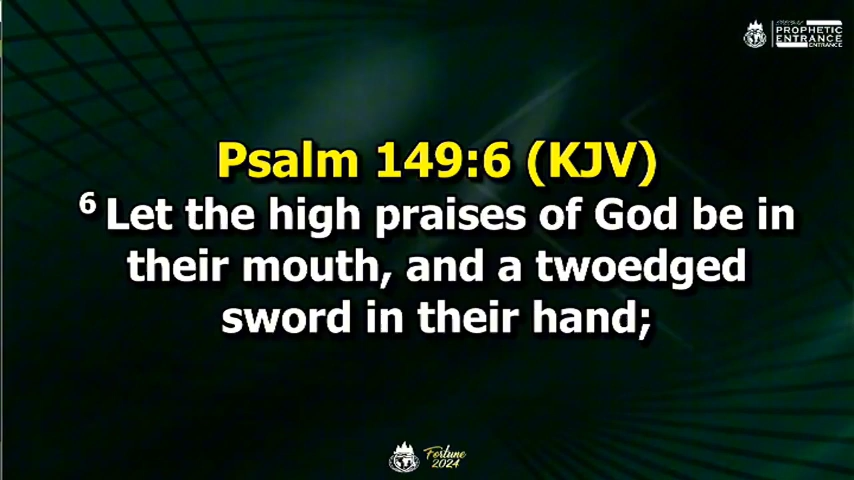 PROPHETIC
ENTRANCE
ENTRANCE
Psalm 149:6 (KJV)
6 Let the high praises of God be in
their mouth, and a twoedged
sword in their hand;
Fortune
2024